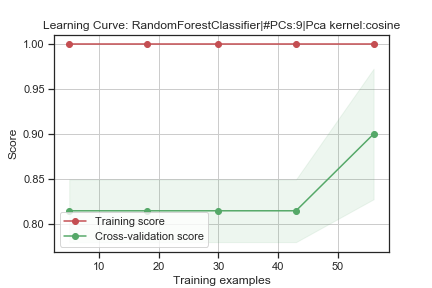 Learning Curve: RandomForestClassifier|#PCs:9|Pca kernel:cosine
1.00
0.95
0.90
0.85
0.80
Score
Training score
Cross-validation score
10 20 30 40 50
Training examples